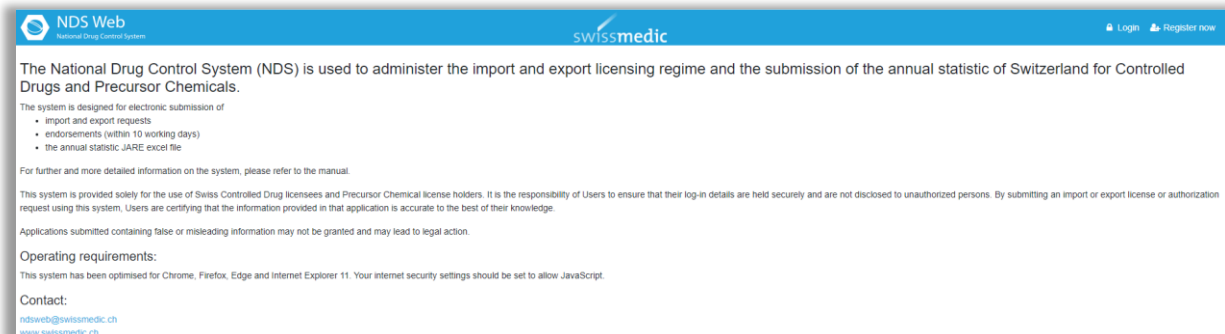 NDS Web
National Drug Control System
swissmedic
Login Register now
The National Drug Control System (NDS) is used to administer the import and export licensing regime and the submission of the annual statistic of Switzerland for Controlled
Drugs and Precursor Chemicals.
The system is designed for electronic submission of
• import and export requests
• endorsements (within 10 working days)
• the annual statistic JARE excel file
For further and more detailed information on the system, please refer to the manual.
This system is provided solely for the use of Swiss Controlled Drug licensees and Precursor Chemical license holders. It is the responsibility of Users to ensure that their log-in details are held securely and are not disclosed to unauthorized persons. By submitting an import or export license or authorization
request using this system, Users are certifying that the information provided in that application is accurate to the best of their knowledge.
Applications submitted containing false or misleading information may not be granted and may lead to legal action.
Operating requirements:
This system has been optimised for Chrome, Firefox, Edge and Internet Explorer 11. Your internet security settings should be set to allow JavaScript.
Contact:
ndsweb@swissmedic.ch
www.swissmedic.ch